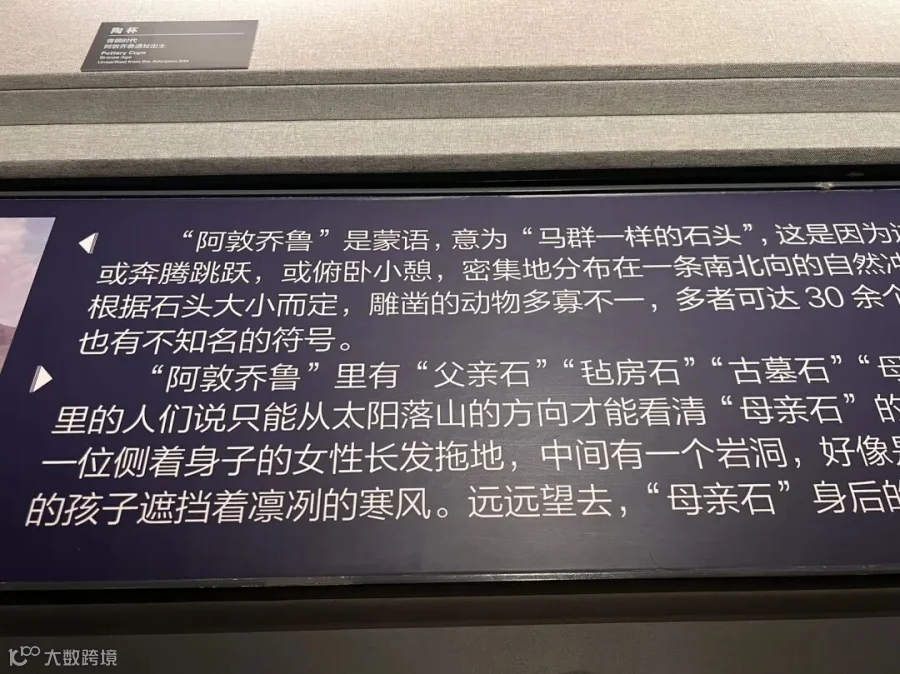 陶杯
青铜时代
阿敦乔鲁遗址出土
Pottery Cups
Bronze Age
Unearthed from the Adunqiaolu Site
“阿敦乔鲁”是蒙语，意为“马群一样的石头”，这是因为
或奔腾跳跃，或俯卧小憩，密集地分布在一条南北向的自然冲
根据石头大小而定，雕凿的动物多寡不一，多者可达 30 余个
也有不知名的符号。
“阿敦乔鲁”里有“父亲石”“毡房石”“古墓石”“母
里的人们说只能从太阳落山的方向才能看清“母亲石”的
一位侧着身子的女性长发拖地，中间有一个岩洞，好像
的孩子遮挡着凛冽的寒风。远远望去，“母亲石”身后的
大数跨境